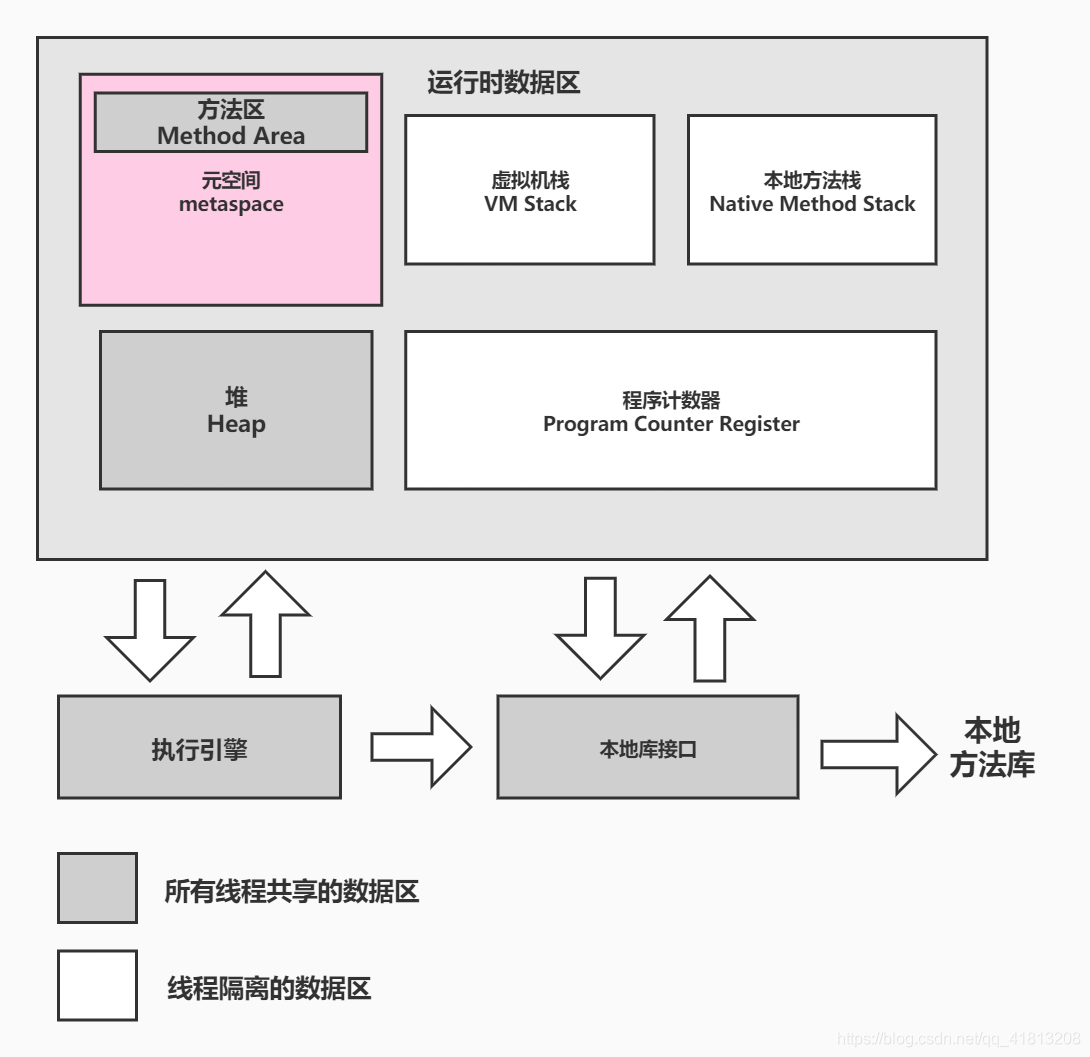 运行时数据区
方法区
Method Area
元空间
metaspace
虚拟机栈
VM Stack
本地方法栈
Native Method Stack
堆
Heap
程序计数器
Program Counter Register
执行引擎
本地库接口
本地
方法库
所有线程共享的数据区
线程隔离的数据区
https://blog.csdn.net/qq_41813208